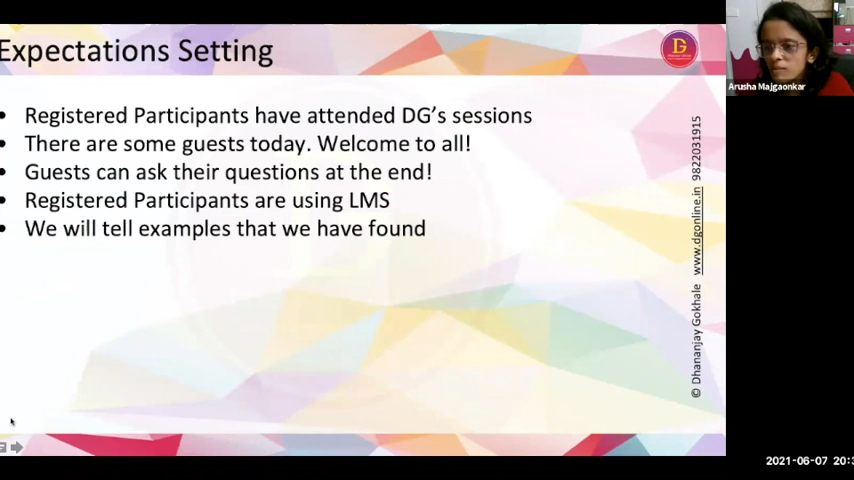 Expectations Setting
Arusha Majgaonkar
• Registered Participants have attended DG's sessions
• There are some guests today. Welcome to all!
• Guests can ask their questions at the end!
• Registered Participants are using LMS
• We will tell examples that we have found
© Dhananjay Gokhale www.dgonline.in 9822031915
2021-06-07 20:3